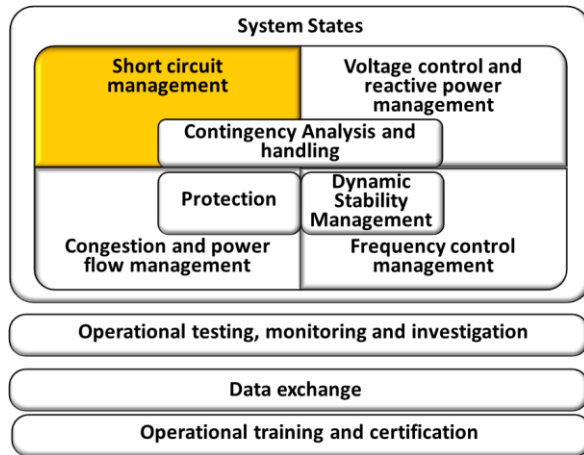 System States
Short circuit
management
Voltage control and
reactive power
management
Contingency Analysis and
handling
Protection
Dynamic
Stability
Management
Congestion and power
flow management
Frequency control
management
Operational testing, monitoring and investigation
Data exchange
Operational training and certification